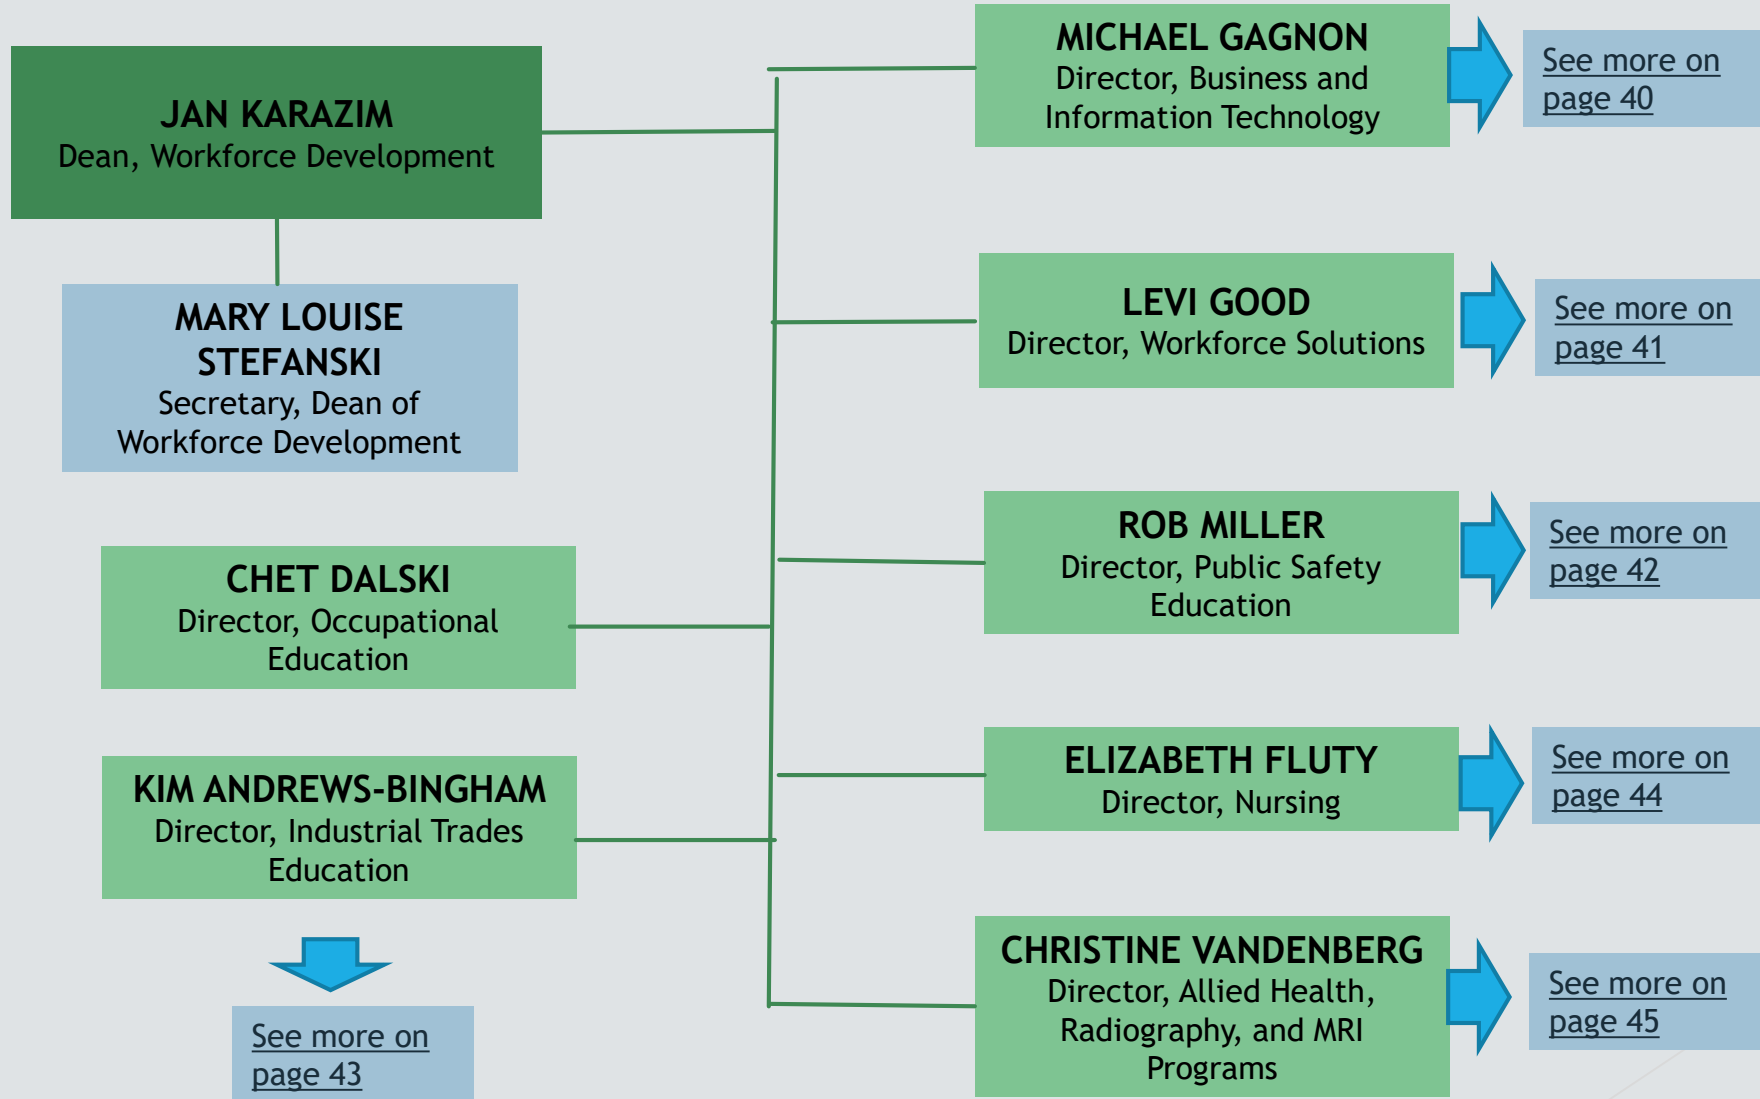 JAN KARAZIM
Dean, Workforce Development
MARY LOUISE
STEFANSKI
Secretary, Dean of
Workforce Development
CHET DALSKI
Director, Occupational
Education
KIM ANDREWS-BINGHAM
Director, Industrial Trades
Education
See more on
page 43
MICHAEL GAGNON
Director, Business and
Information Technology
See more on
page 40
LEVI GOOD
Director, Workforce Solutions
See more on
page 41
ROB MILLER
Director, Public Safety
Education
See more on
page 42
ELIZABETH FLUTY
Director, Nursing
See more on
page 44
CHRISTINE VANDENBERG
Director, Allied Health,
Radiography, and MRI
Programs
See more on
page 45